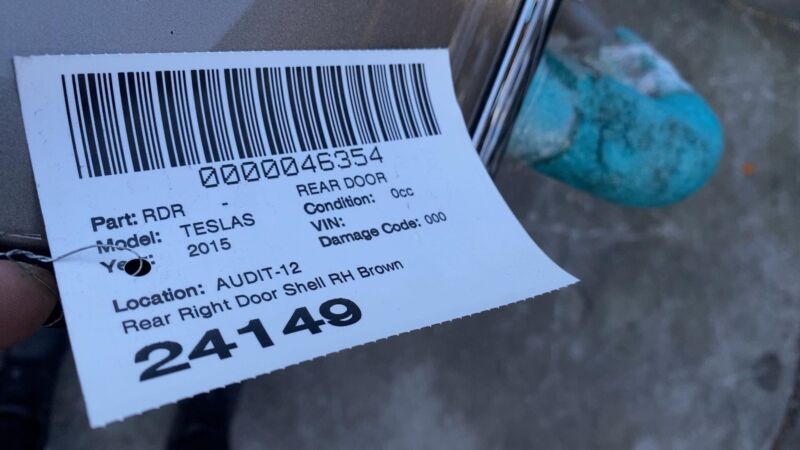 0000046354
Part: RDR - REAR DOOR
Model: TESLAS Condition: 0cc
Year: 2015 VIN:
Damage Code: 000
Location: AUDIT-12
Rear Right Door Shell RH Brown
24149